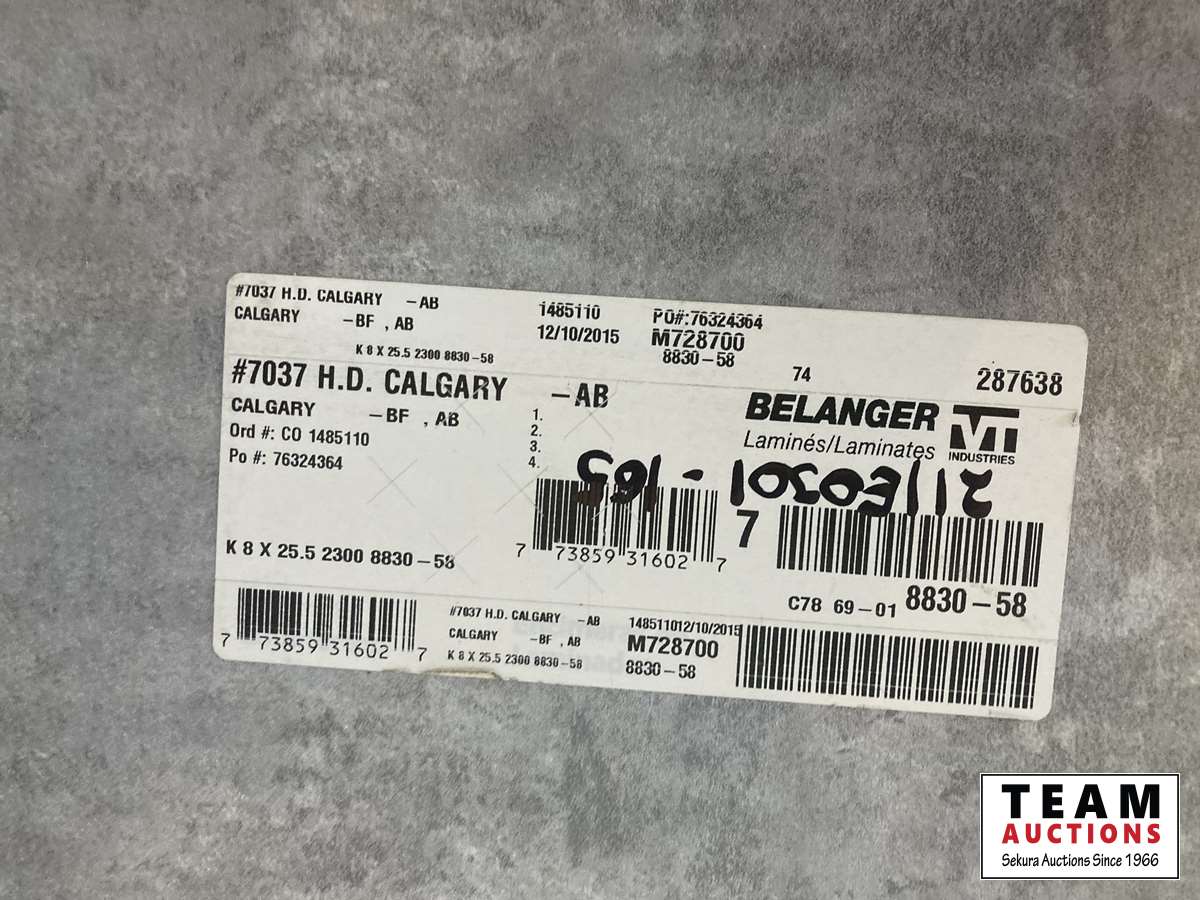 #7037 H.D. CALGARY -AB 1485110 PO#:76324364
CALGARY -BF , AB 12/10/2015 M728700
K 8 X 25.5 2300 8830-58 8830-58
74 287638
#7037 H.D. CALGARY -AB
CALGARY -BF , AB
Ord #: CO 1485110
Po #: 76324364
1.
2.
3.
4.
BELANGER VT INDUSTRIES
Laminés/Laminates
7
7 73859 31602 7
K 8 X 25.5 2300 8830-58
C78 69-01 8830-58
7 73859 31602 7
#7037 H.D. CALGARY -AB
CALGARY -BF , AB
K 8 X 25.5 2300 8830-58
148511012/10/2015
M728700
8830-58
TEAM
AUCTIONS
Sekura Auctions Since 1966